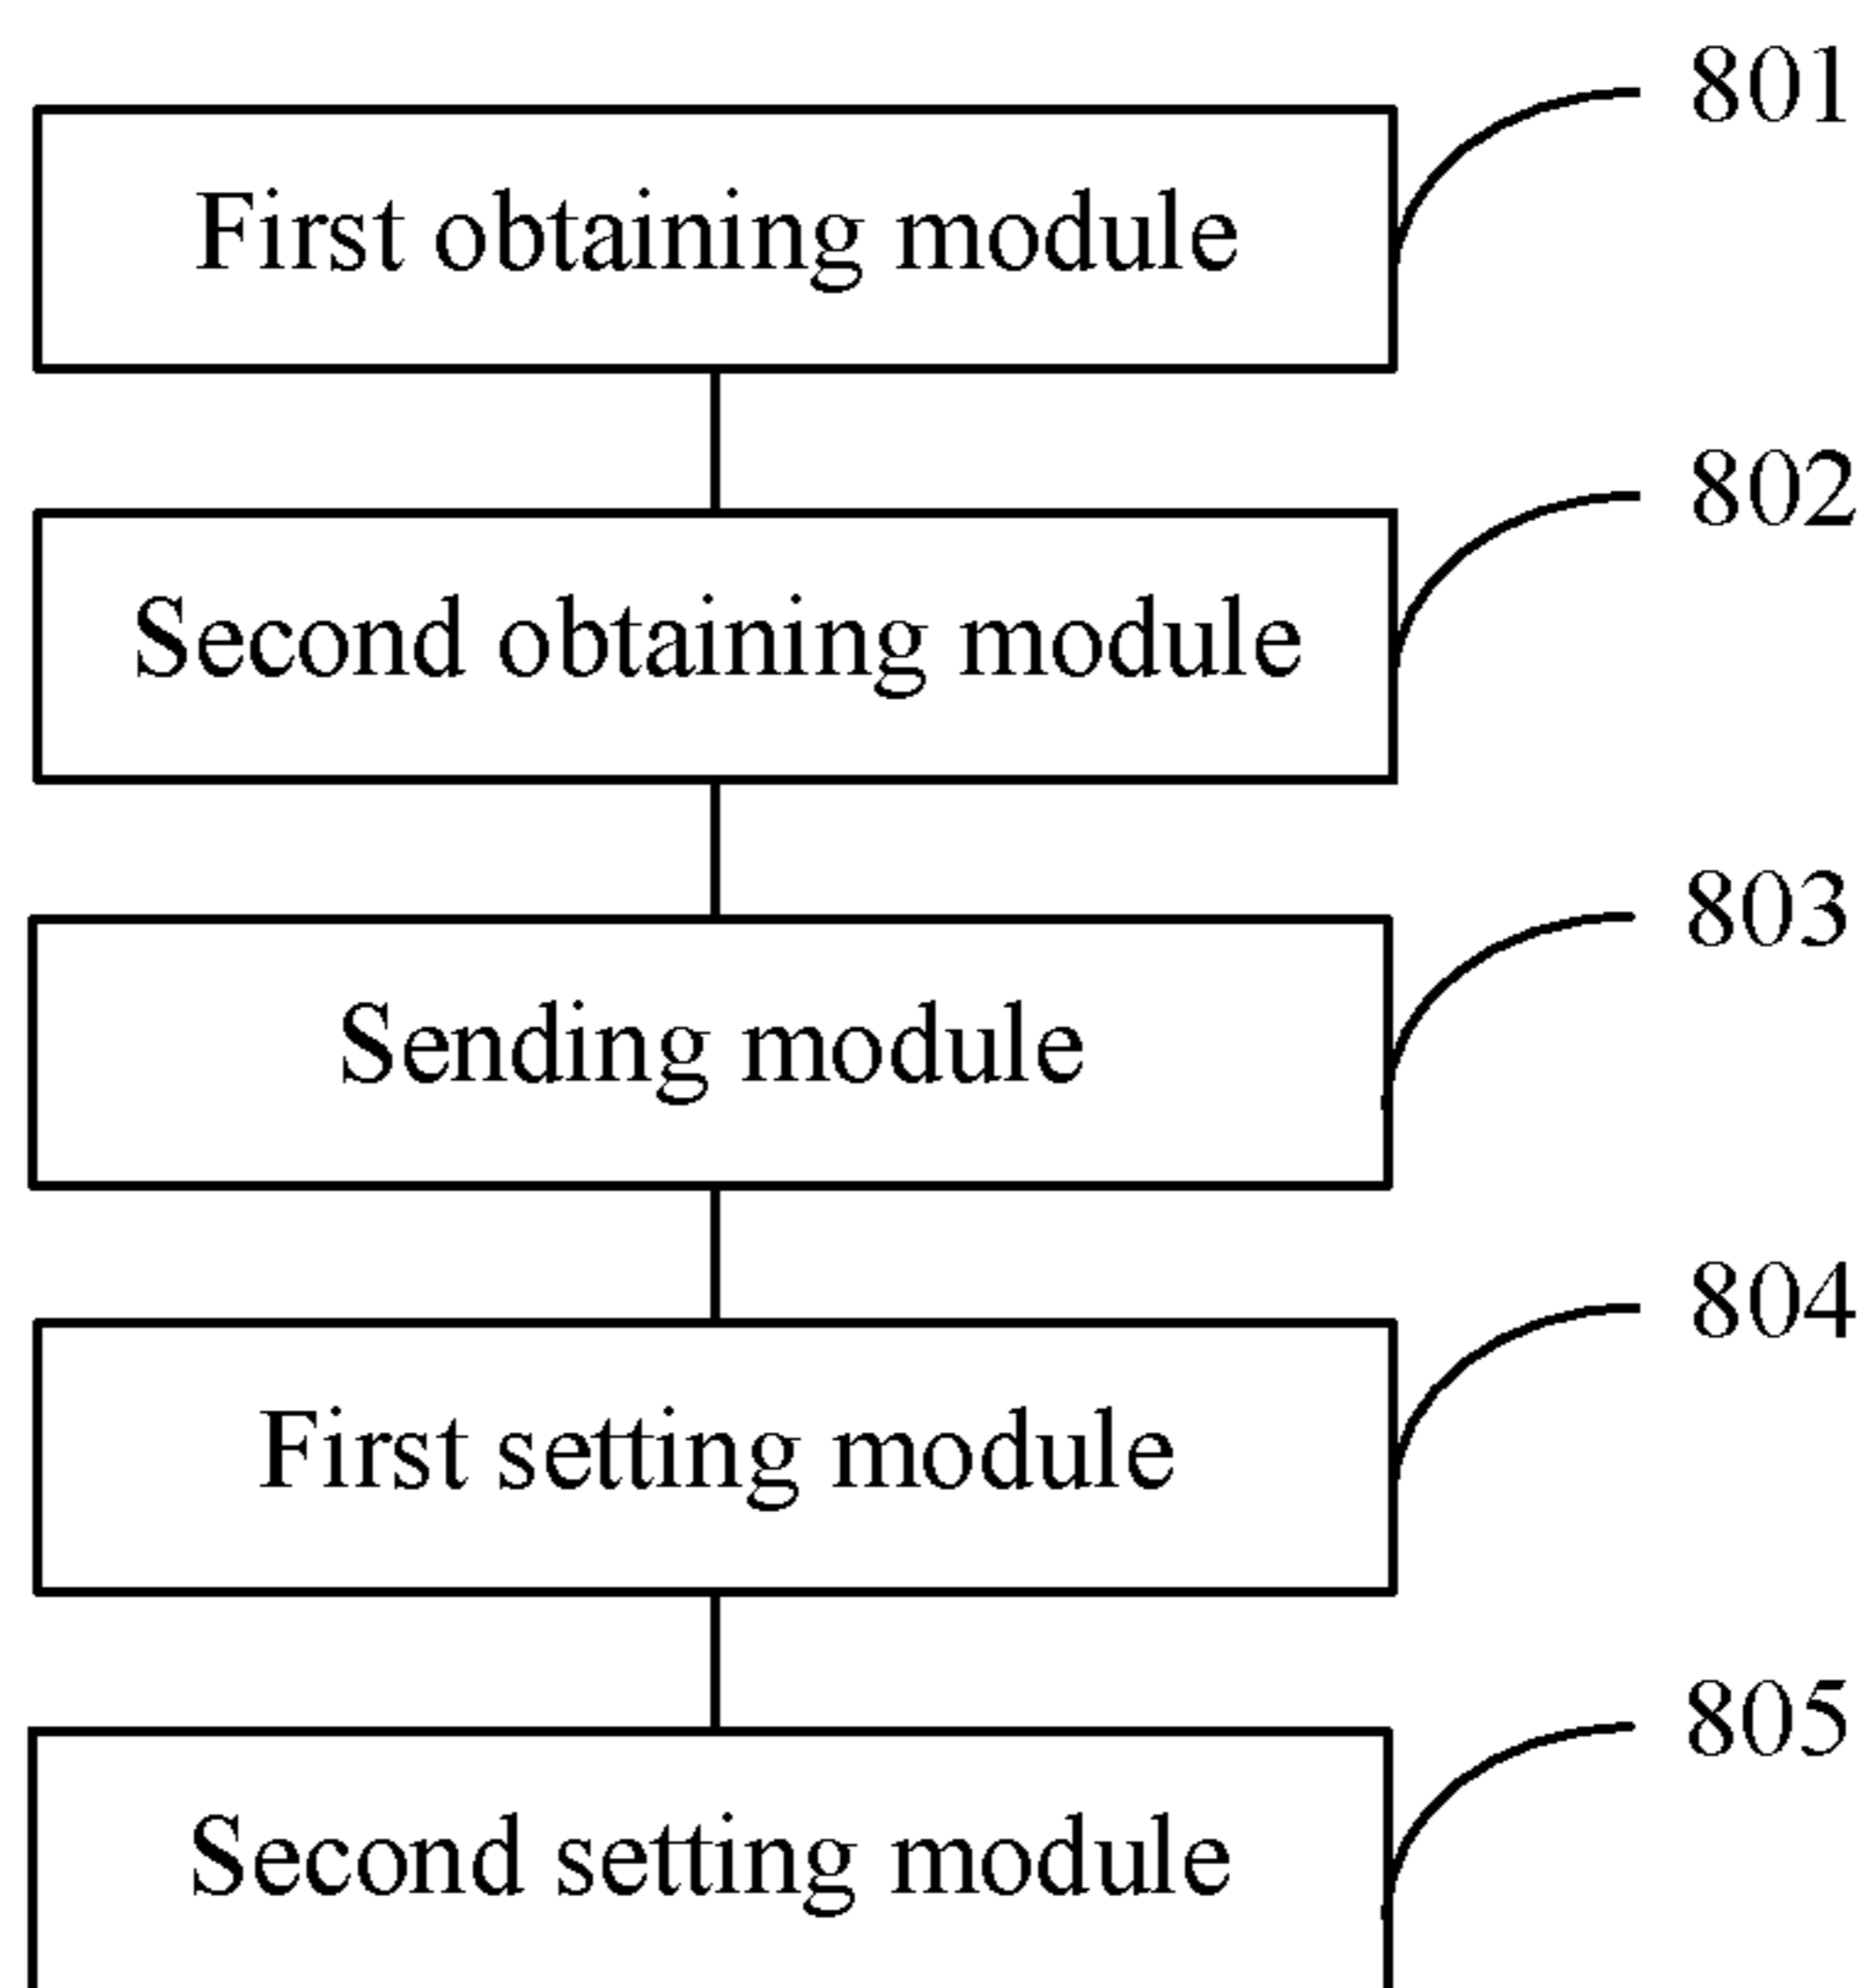 801
First obtaining module
802
Second obtaining module
803
Sending module
804
First setting module
805
Second setting module